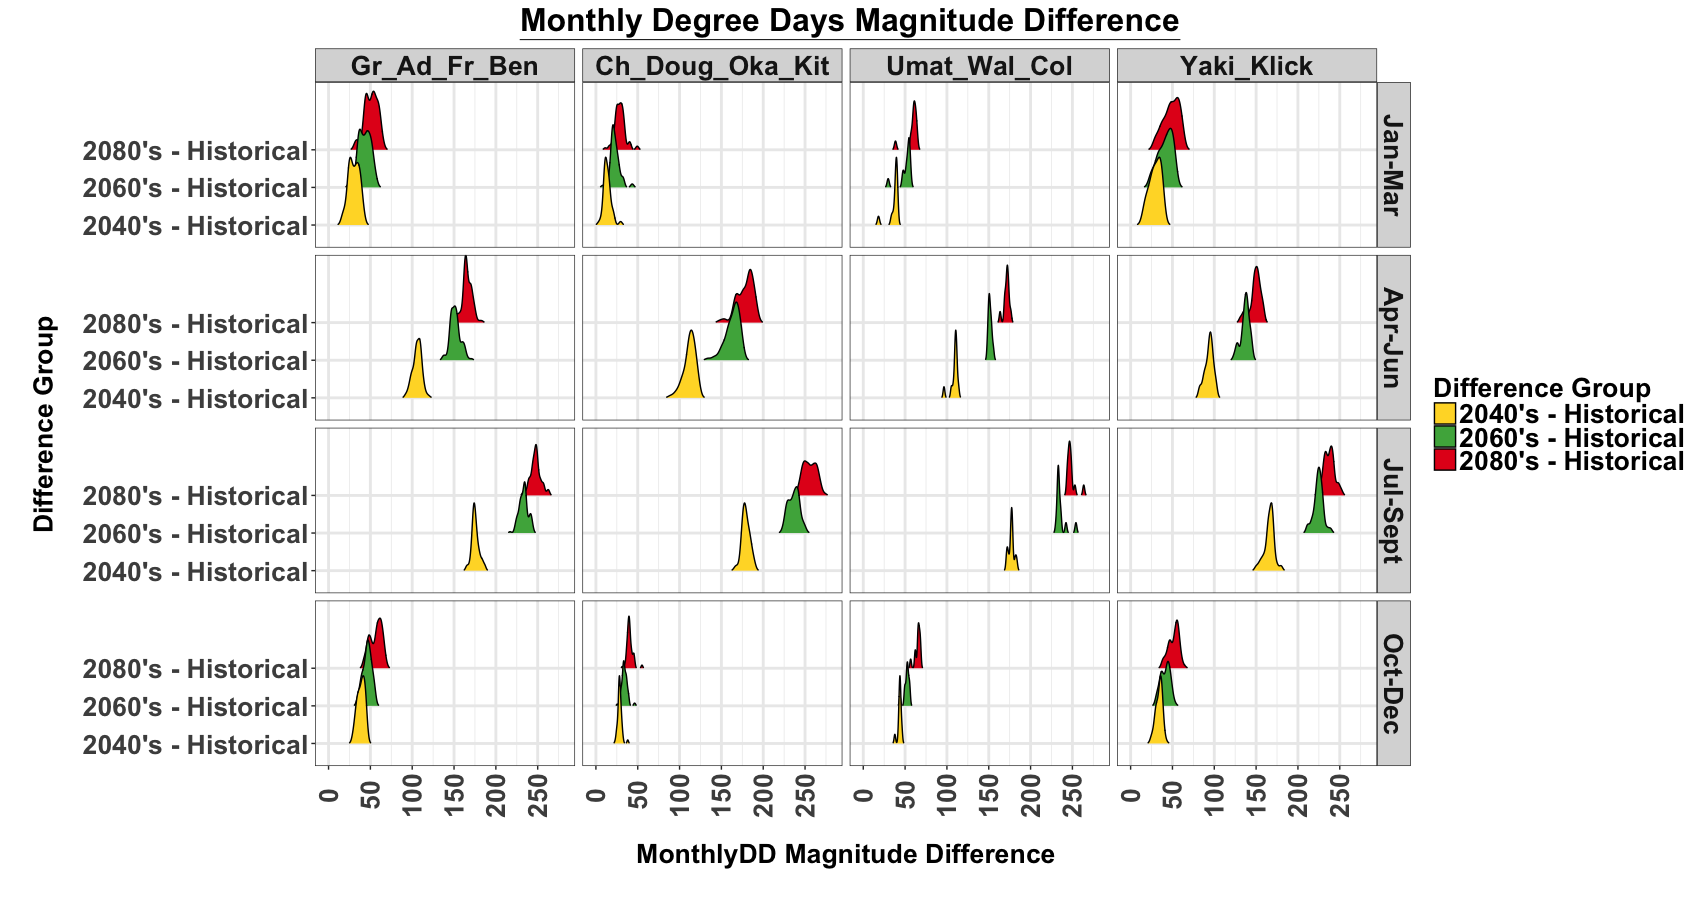 Monthly Degree Days Magnitude Difference
Gr_Ad_Fr_Ben
Ch_Doug_Oka_Kit
Umat_Wal_Col
Yaki_Klick
Difference Group
2080's - Historical
2060's - Historical
2040's - Historical
Jan-Mar
2080's - Historical
2060's - Historical
2040's - Historical
Apr-Jun
2080's - Historical
2060's - Historical
2040's - Historical
Jul-Sept
2080's - Historical
2060's - Historical
2040's - Historical
Oct-Dec
0 50 100 150 200 250
0 50 100 150 200 250
0 50 100 150 200 250
0 50 100 150 200 250
MonthlyDD Magnitude Difference
Difference Group
2040's - Historical
2060's - Historical
2080's - Historical